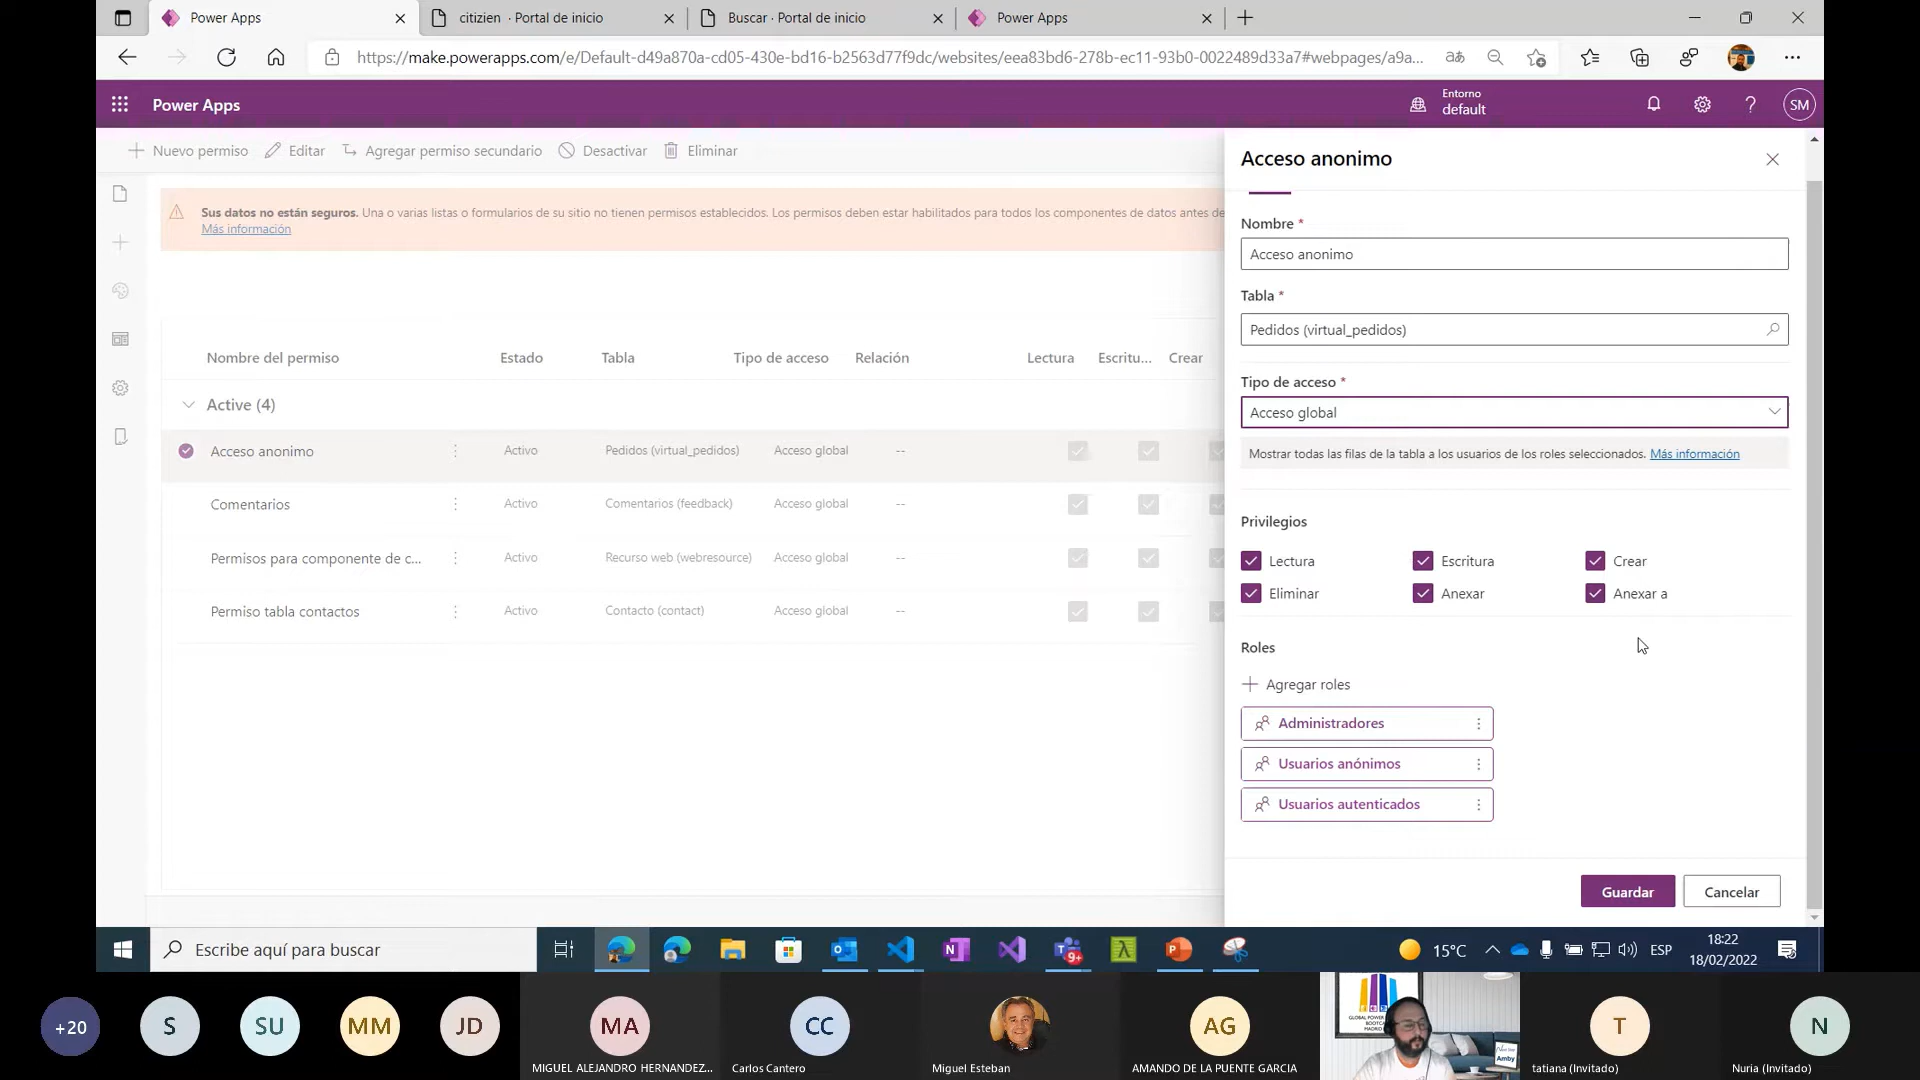 Power Apps
citizien · Portal de inicio
Buscar · Portal de inicio
Power Apps
https://make.powerapps.com/e/Default-d49a870a-cd05-430e-bd16-b2563d77f9dc/websites/eea83bd6-278b-ec11-93b0-0022489d33a7#webpages/a9a...
Power Apps
Entorno
default
SM
Nuevo permiso
Editar
Agregar permiso secundario
Desactivar
Eliminar
Sus datos no están seguros. Una o varias listas o formularios de su sitio no tienen permisos establecidos. Los permisos deben estar habilitados para todos los componentes de datos antes de
Más información
Nombre del permiso
Estado
Tabla
Tipo de acceso
Relación
Lectura
Escritu...
Crear
Active (4)
Acceso anonimo
Activo
Pedidos (virtual_pedidos)
Acceso global
--
Comentarios
Activo
Comentarios (feedback)
Acceso global
--
Permisos para componente de c...
Activo
Recurso web (webresource)
Acceso global
--
Permiso tabla contactos
Activo
Contacto (contact)
Acceso global
--
Acceso anonimo
Nombre *
Acceso anonimo
Tabla *
Pedidos (virtual_pedidos)
Tipo de acceso *
Acceso global
Mostrar todas las filas de la tabla a los usuarios de los roles seleccionados. Más información
Privilegios
Lectura
Escritura
Crear
Eliminar
Anexar
Anexar a
Roles
Agregar roles
Administradores
Usuarios anónimos
Usuarios autenticados
Guardar
Cancelar
Escribe aquí para buscar
9+
15°C
ESP
18:22
18/02/2022
+20
S
SU
MM
JD
MA
MIGUEL ALEJANDRO HERNANDEZ...
CC
Carlos Cantero
Miguel Esteban
AG
AMANDO DE LA PUENTE GARCIA
T
tatiana (Invitado)
N
Nuria (Invitado)